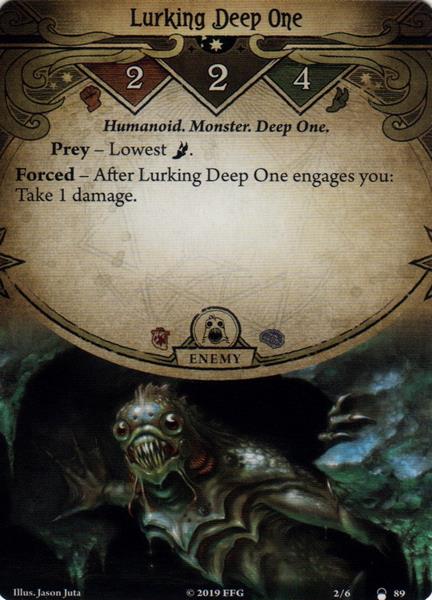 Lurking Deep One
2 2 4
Humanoid. Monster. Deep One.
Prey – Lowest .
Forced – After Lurking Deep One engages you:
Take 1 damage.
ENEMY
Illus. Jason Juta © 2019 FFG 2/6 89